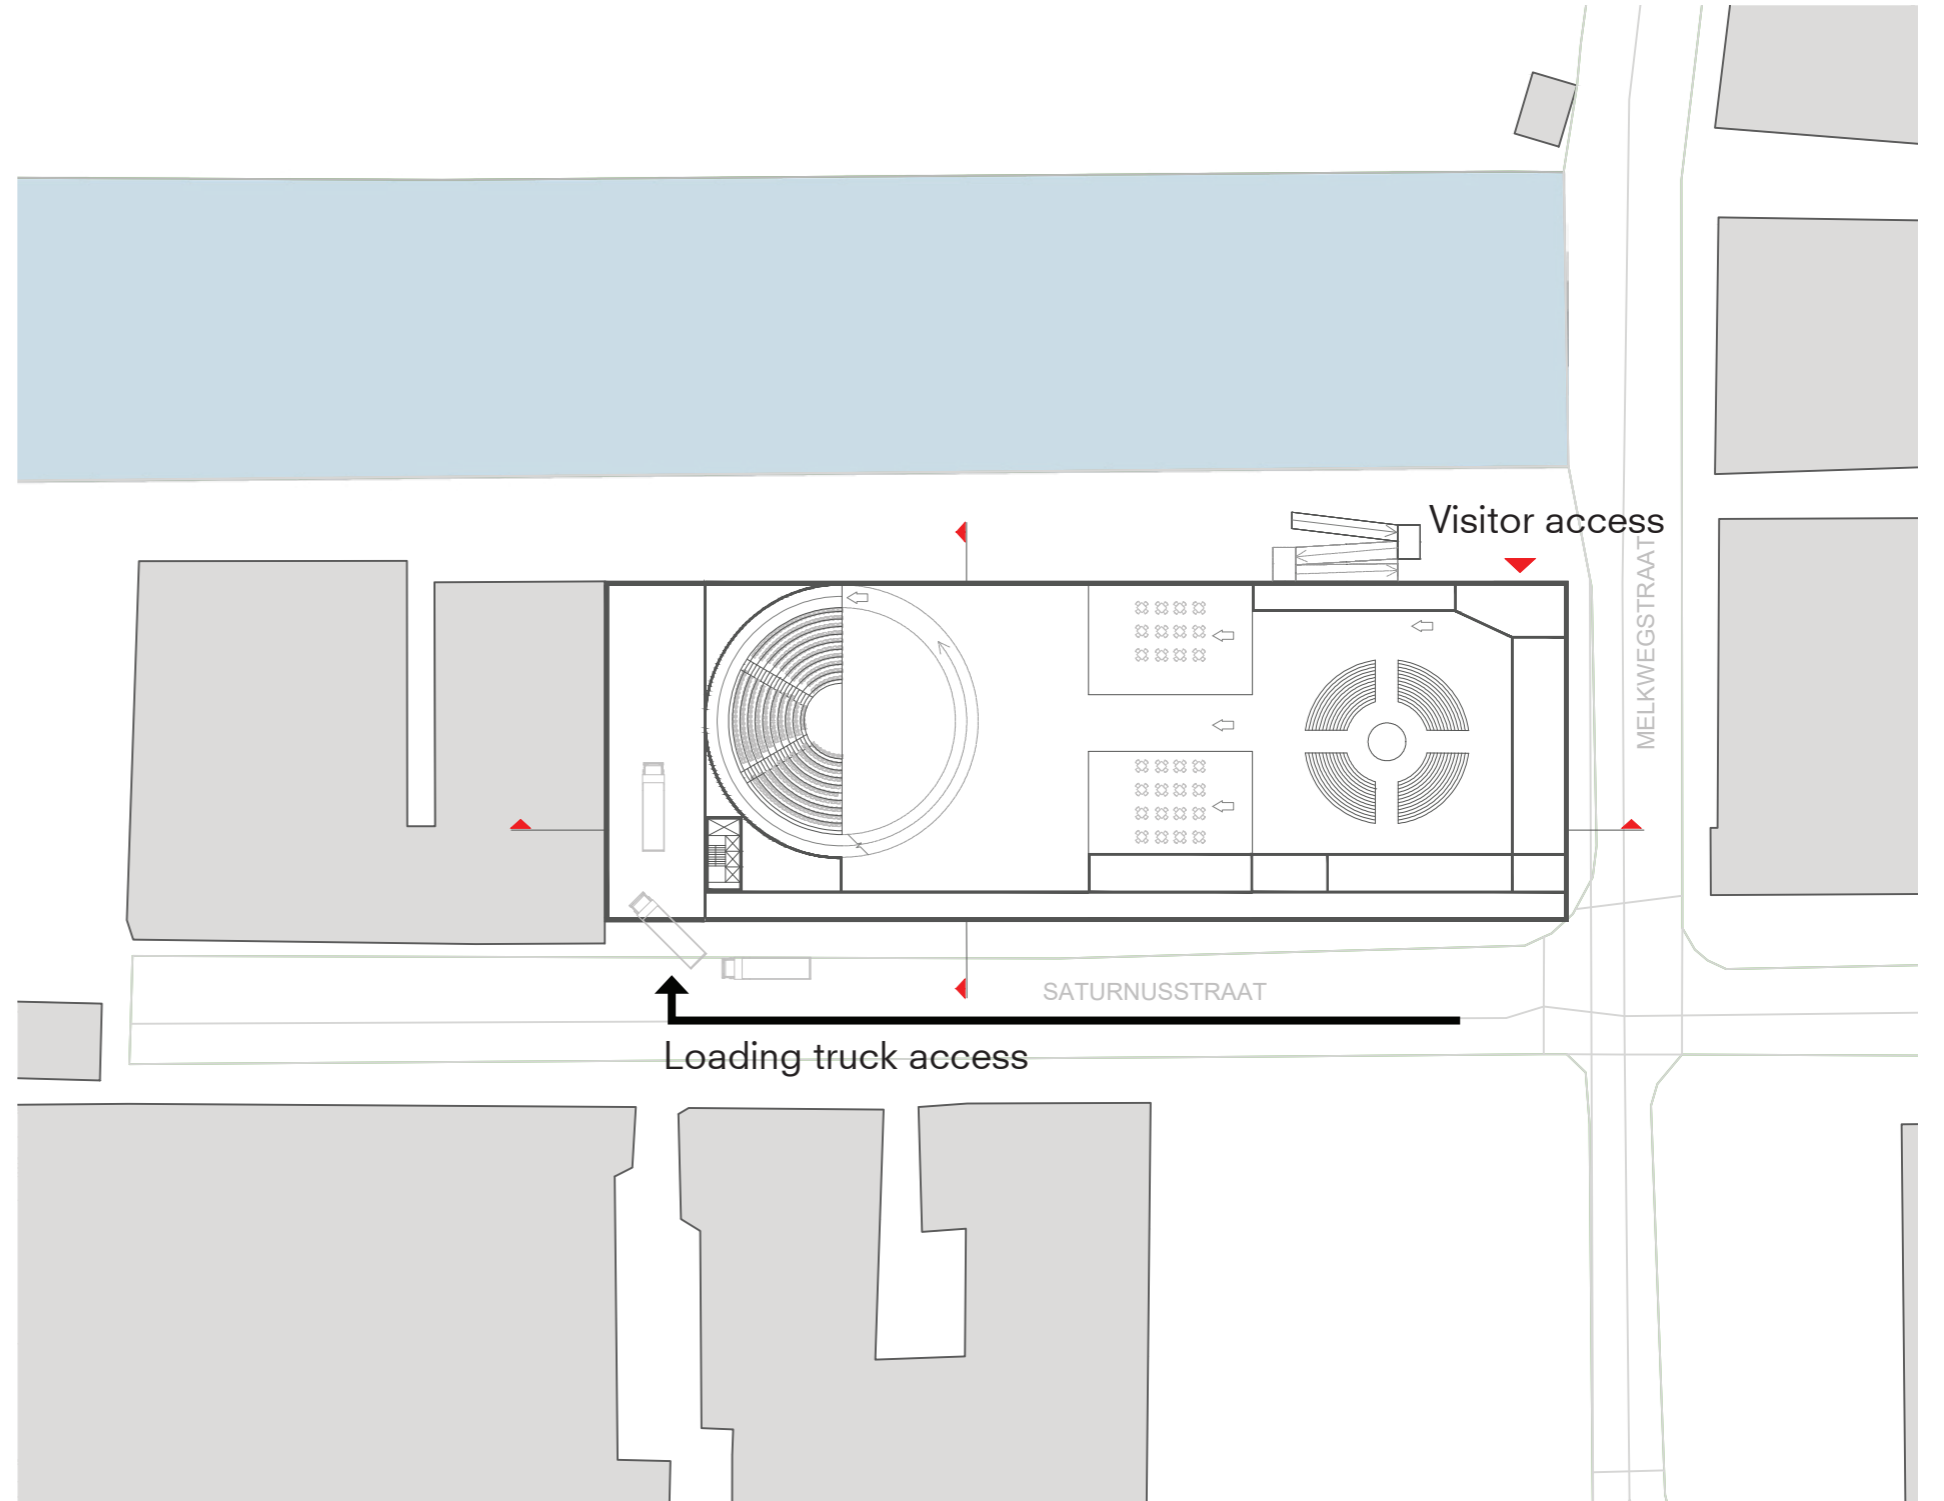 Visitor access
MELKWEGSTRAAT
SATURNUSSTRAAT
Loading truck access